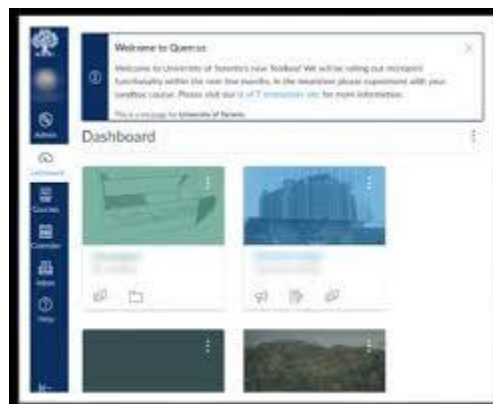 Welcome to Quercus
Welcome to University of Toronto's new Toolbox! We will be rolling out increased
functionality within the next few months. In the meantime please experiment with your
sandbox course. Please visit our U of T instructors site for more information.
This is a message for University of Toronto
Admin
Dashboard
Dashboard
Courses
Calendar
Inbox
Help